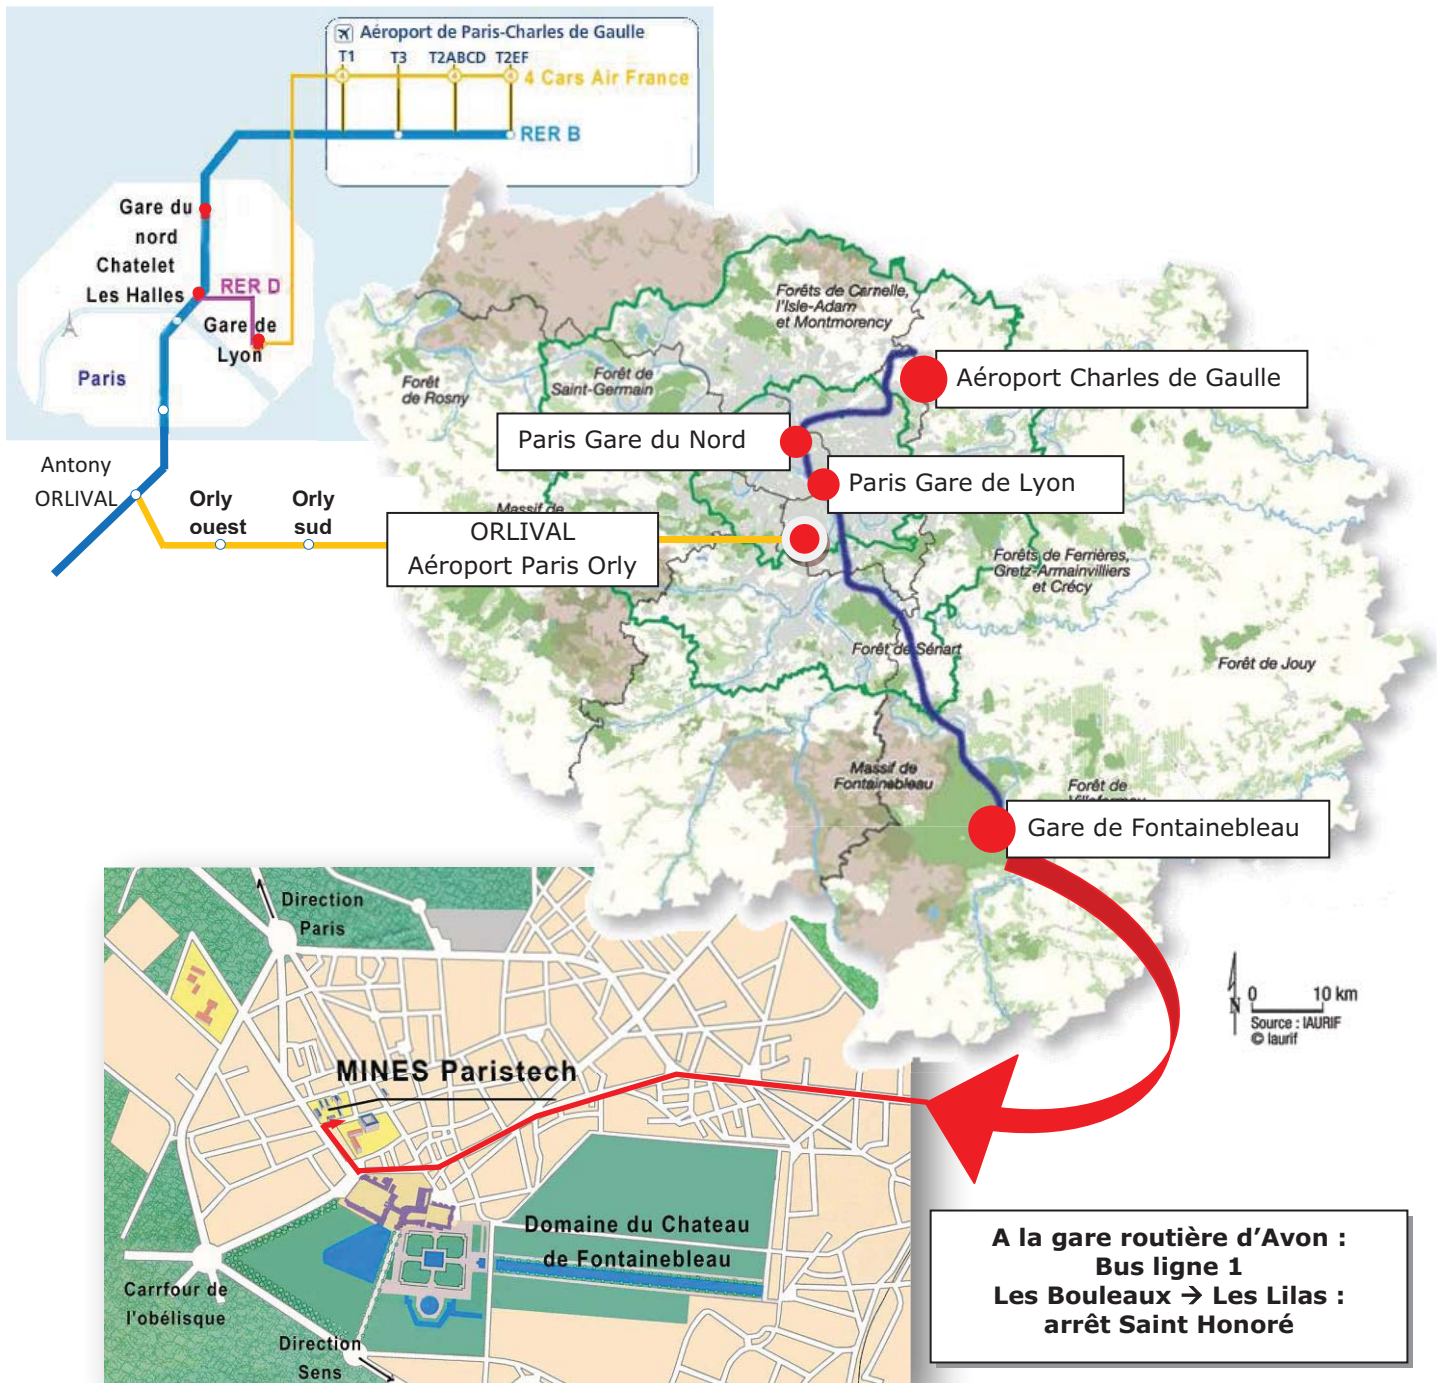 Aéroport de Paris-Charles de Gaulle
T1 T3 T2ABCD T2EF
4 4 4 4 Cars Air France
RER B
Gare du
nord
Chatelet
Les Halles
RER D
Gare de
Lyon
Paris
Antony
ORLIVAL
Orly
ouest
Orly
sud
ORLIVAL
Aéroport Paris Orly
Forêts de Carnelle,
l'Isle-Adam
et Montmorency
Forêt
de Rosny
Forêt de
Saint-Germain
Aéroport Charles de Gaulle
Paris Gare du Nord
Paris Gare de Lyon
Massif de
Forêts de Ferrières,
Gretz-Armainvilliers
et Crécy
Forêt de Sénart
Forêt de Jouy
Massif de
Fontainebleau
Forêt de
Gare de Fontainebleau
N
0 10 km
Source : IAURIF
© Iaurif
Direction
Paris
MINES Paristech
Domaine du Chateau
de Fontainebleau
Carrfour de
l'obélisque
Direction
Sens
A la gare routière d’Avon :
Bus ligne 1
Les Bouleaux → Les Lilas :
arrêt Saint Honoré